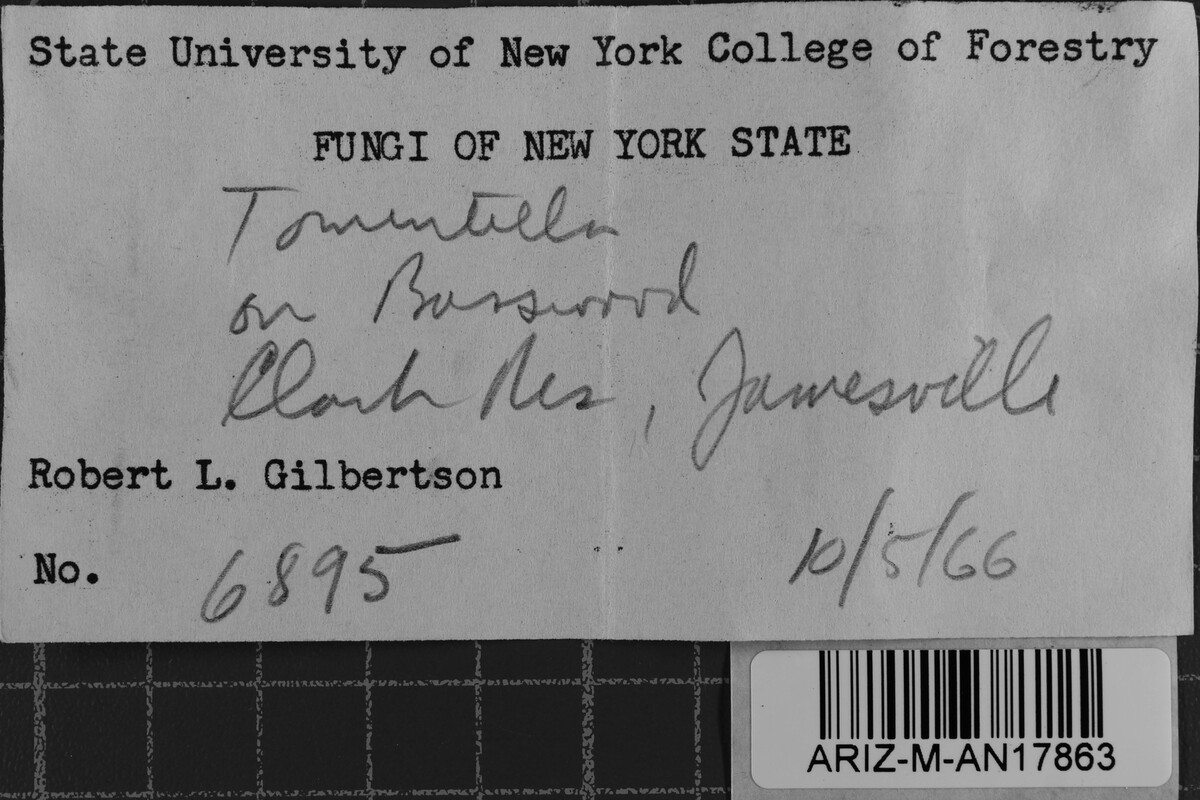 State University of New York College of Forestry
FUNGI OF NEW YORK STATE
Tomentella
on Basswood
Clark Res, Jamesville
Robert L. Gilbertson
No. 6895
10/5/66
ARIZ-M-AN17863